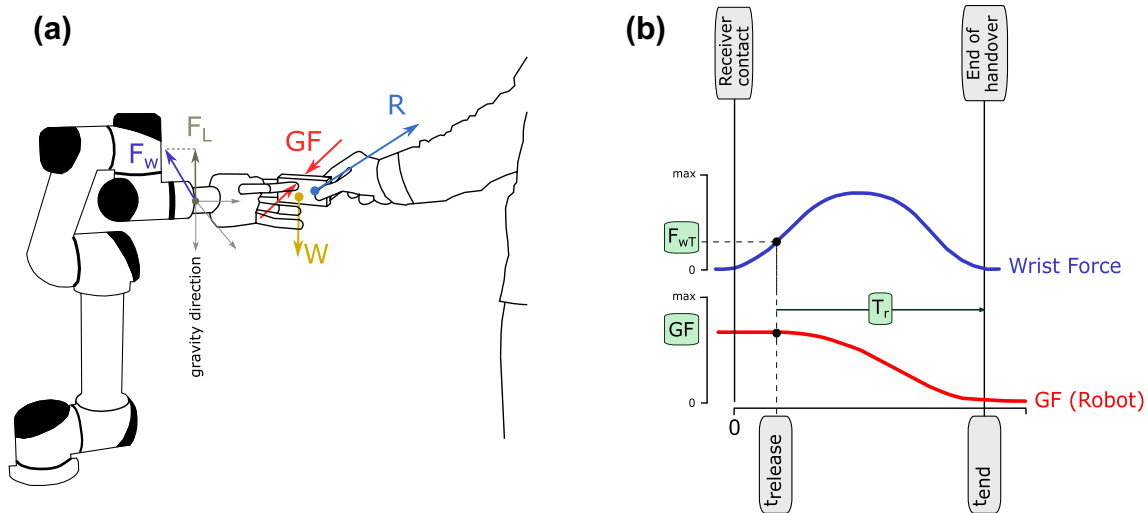 (a)
F_L
F_w
GF
R
W
gravity direction
(b)
Receiver
contact
End of
handover
max
F_wT
0
Wrist Force
max
T_r
GF
0
GF (Robot)
0
t_release
t_end